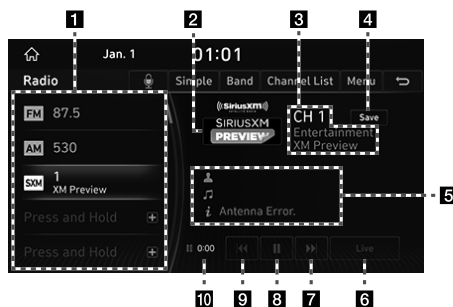 1 2 3 4
Jan. 1 01:01
Radio Simple Band Channel List Menu
FM 87.5
AM 530
SXM 1
XM Preview
Press and Hold
Press and Hold
((SiriusXM))
SIRIUSXM
PREVIEW
CH 1 Save
Entertainment
XM Preview
i Antenna Error.
5
0:00 Live
10 9 8 7 6